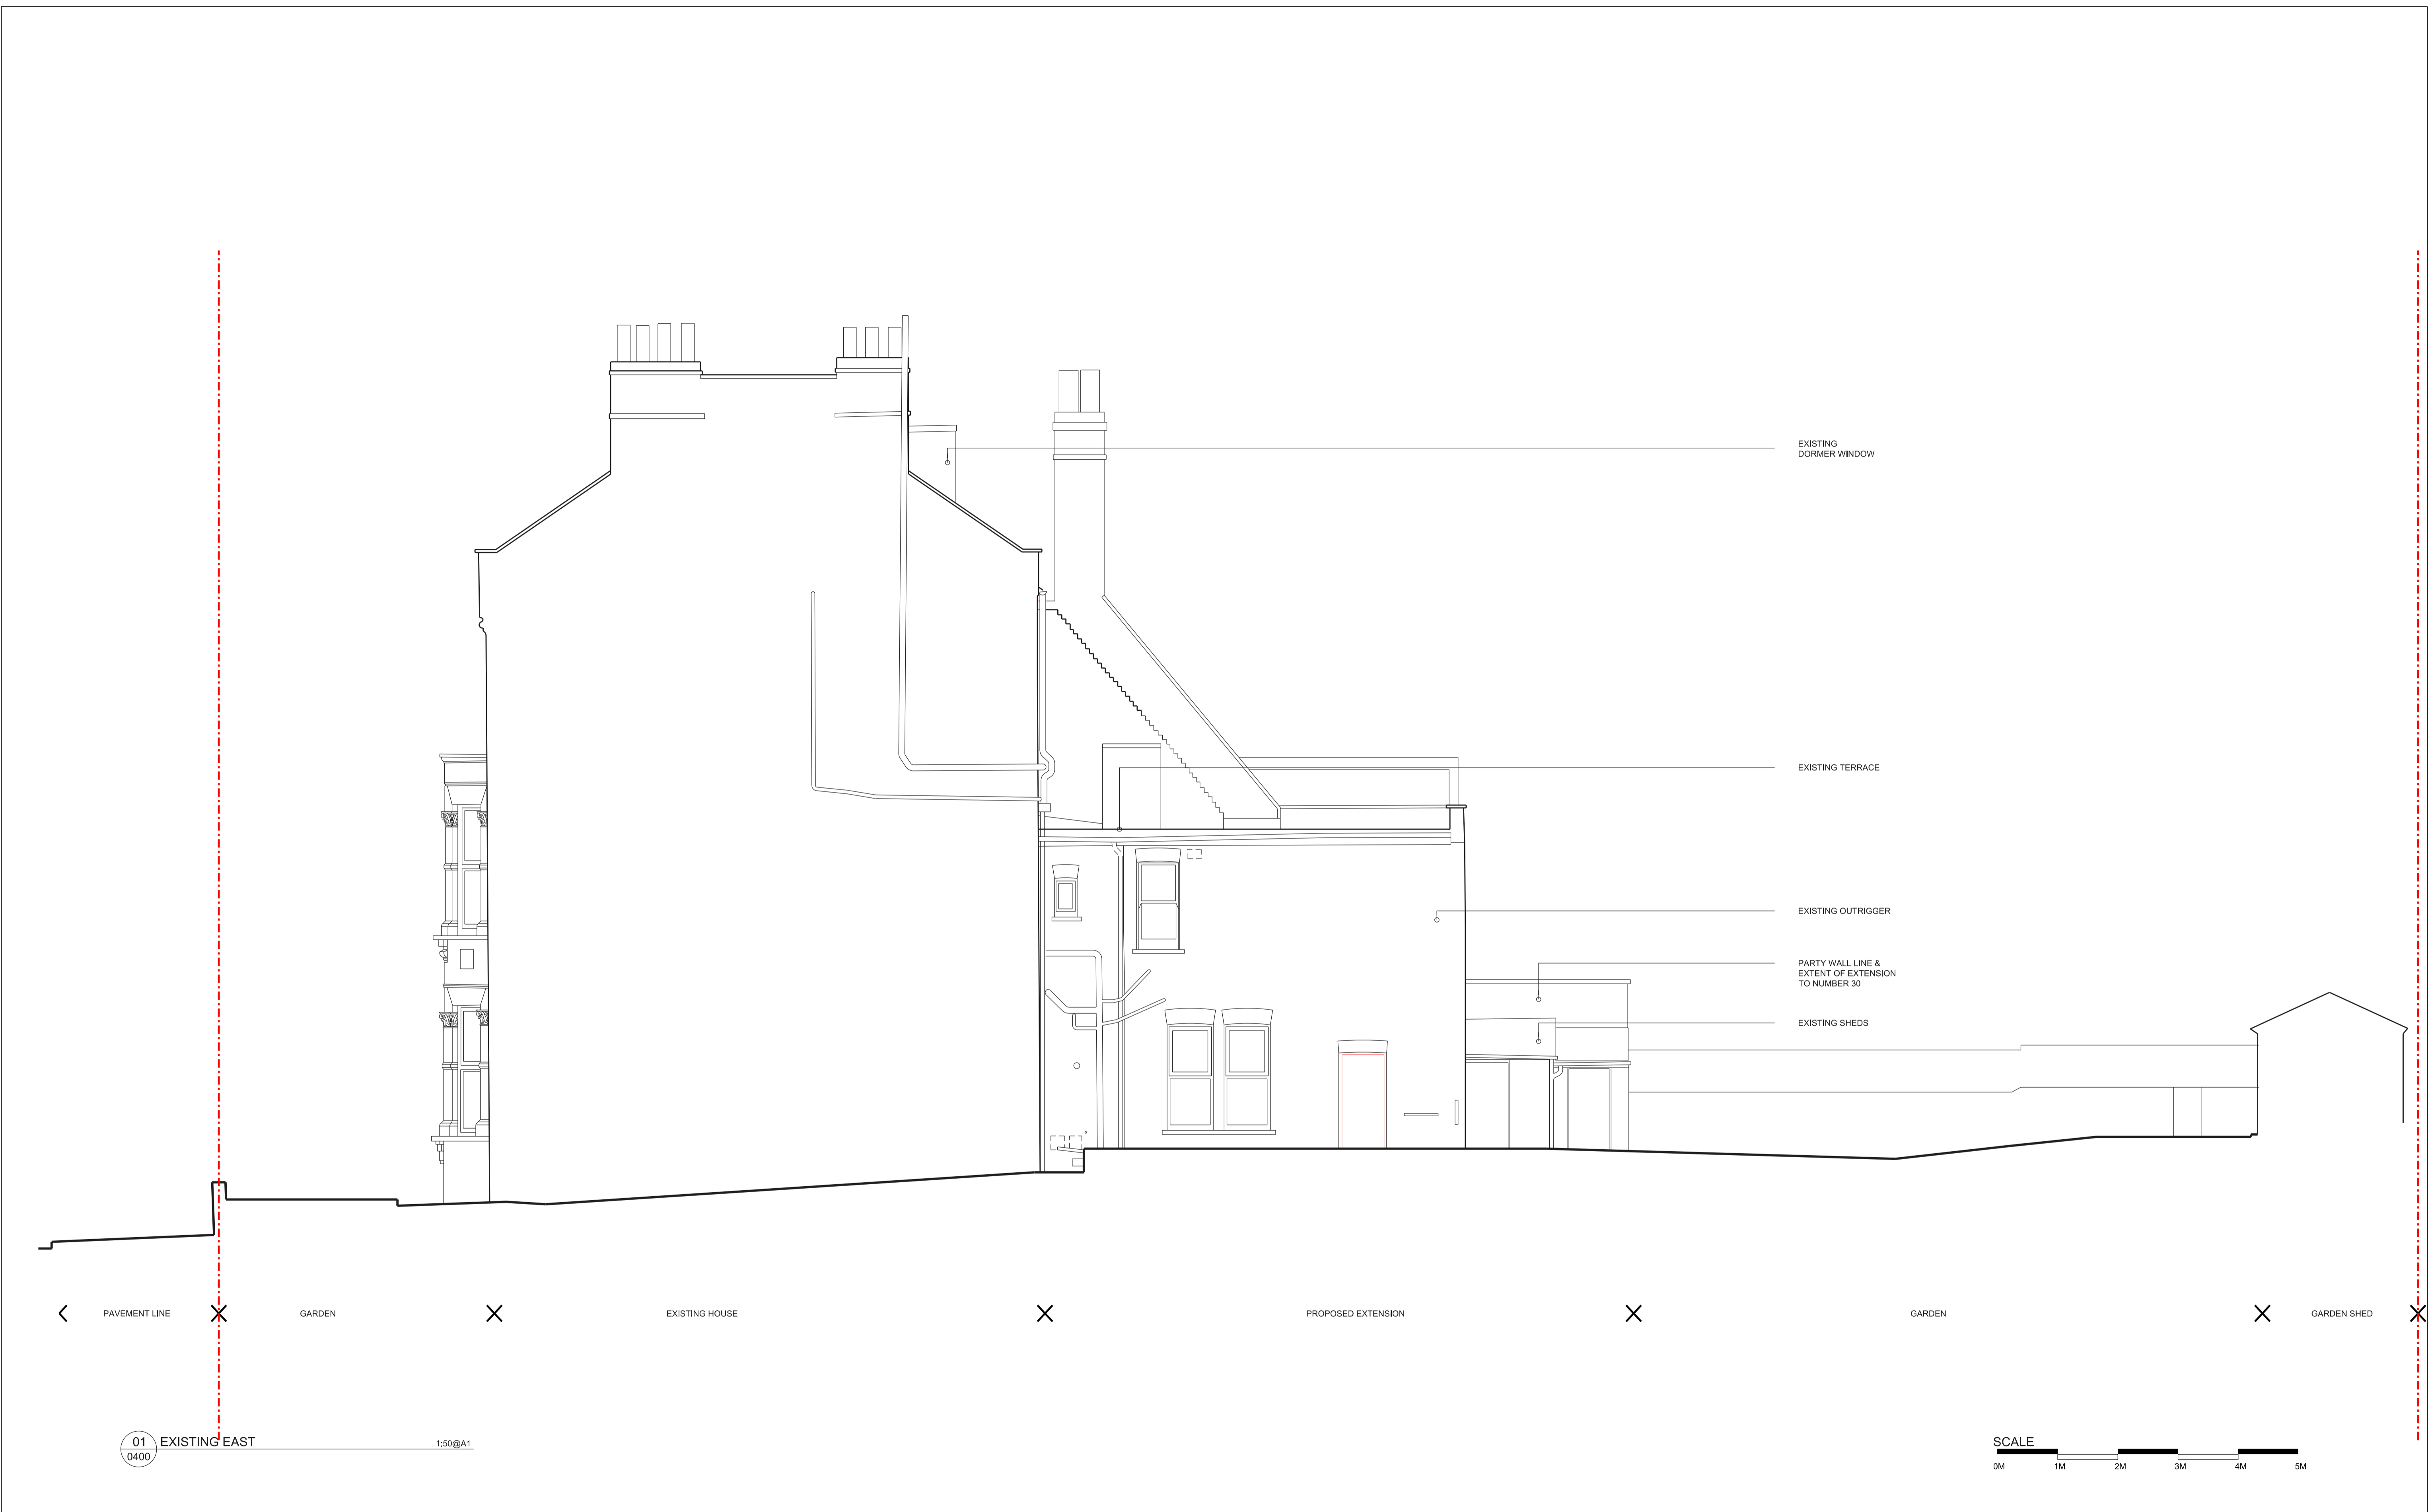 EXISTING
DORMER WINDOW
EXISTING TERRACE
EXISTING OUTRIGGER
PARTY WALL LINE &
EXTENT OF EXTENSION
TO NUMBER 30
EXISTING SHEDS
PAVEMENT LINE
GARDEN
EXISTING HOUSE
PROPOSED EXTENSION
GARDEN
GARDEN SHED
01
0400
EXISTING EAST
1:50@A1
SCALE
0M 1M 2M 3M 4M 5M